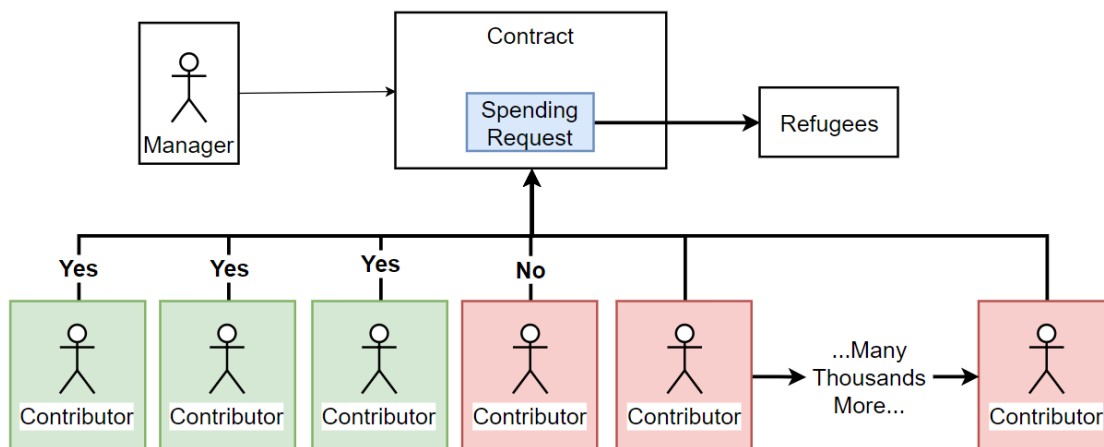 Contract
Manager
Spending
Request
Refugees
Yes
Yes
Yes
No
Contributor
Contributor
Contributor
Contributor
Contributor
...Many
Thousands
More...
Contributor